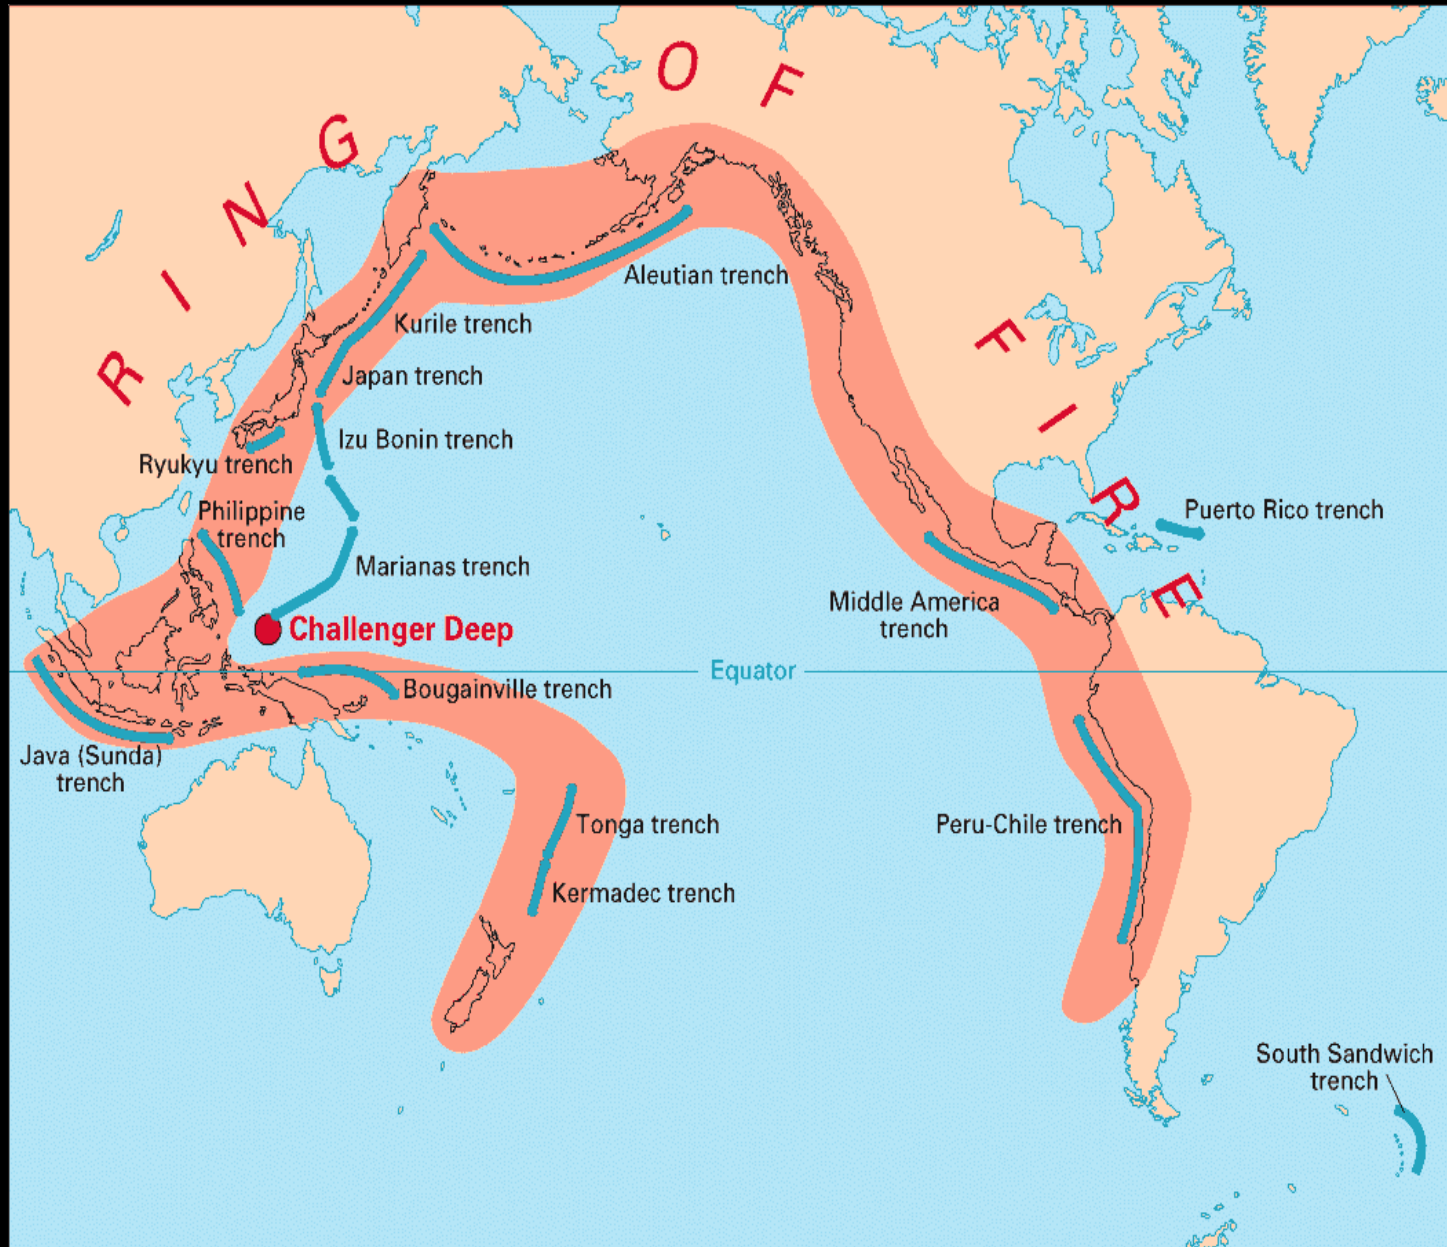 RING OF FIRE
Aleutian trench
Kurile trench
Japan trench
Izu Bonin trench
Ryukyu trench
Philippine
trench
Marianas trench
Challenger Deep
Puerto Rico trench
Middle America
trench
Equator
Bougainville trench
Java (Sunda)
trench
Tonga trench
Kermadec trench
Peru-Chile trench
South Sandwich
trench